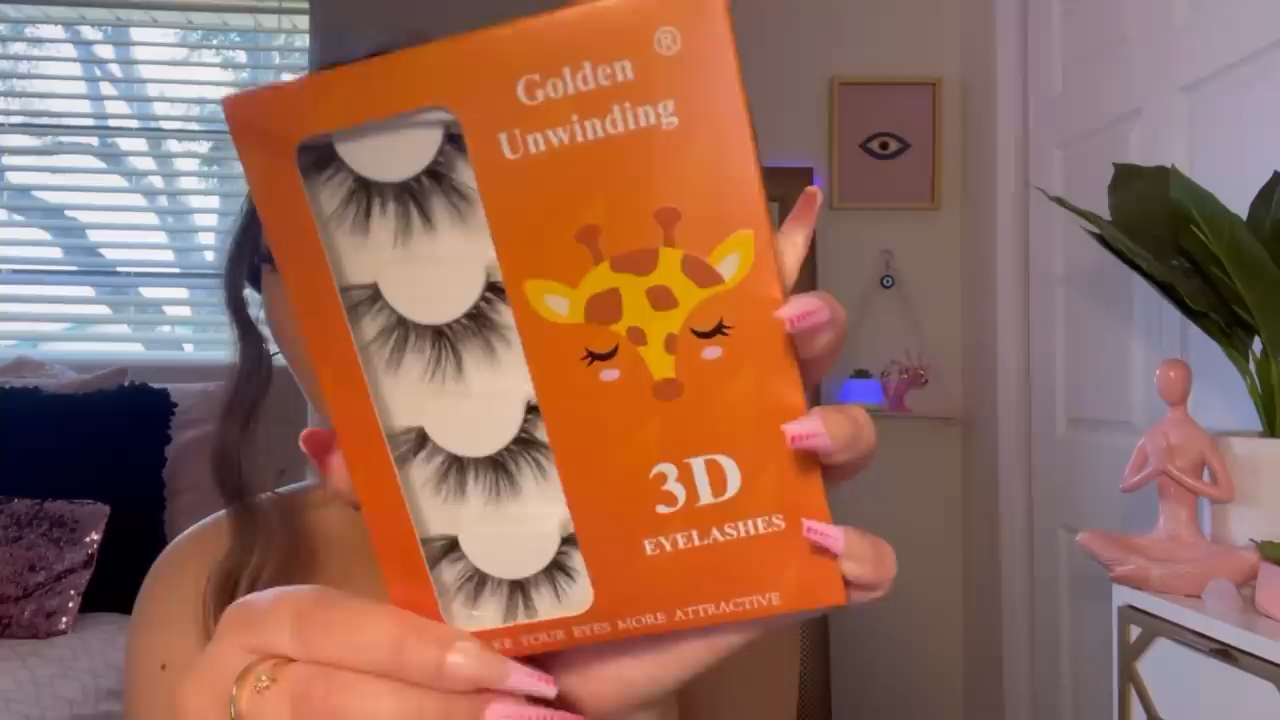 Golden ®
Unwinding
3D
EYELASHES
YOUR EYES MORE ATTRACTIVE